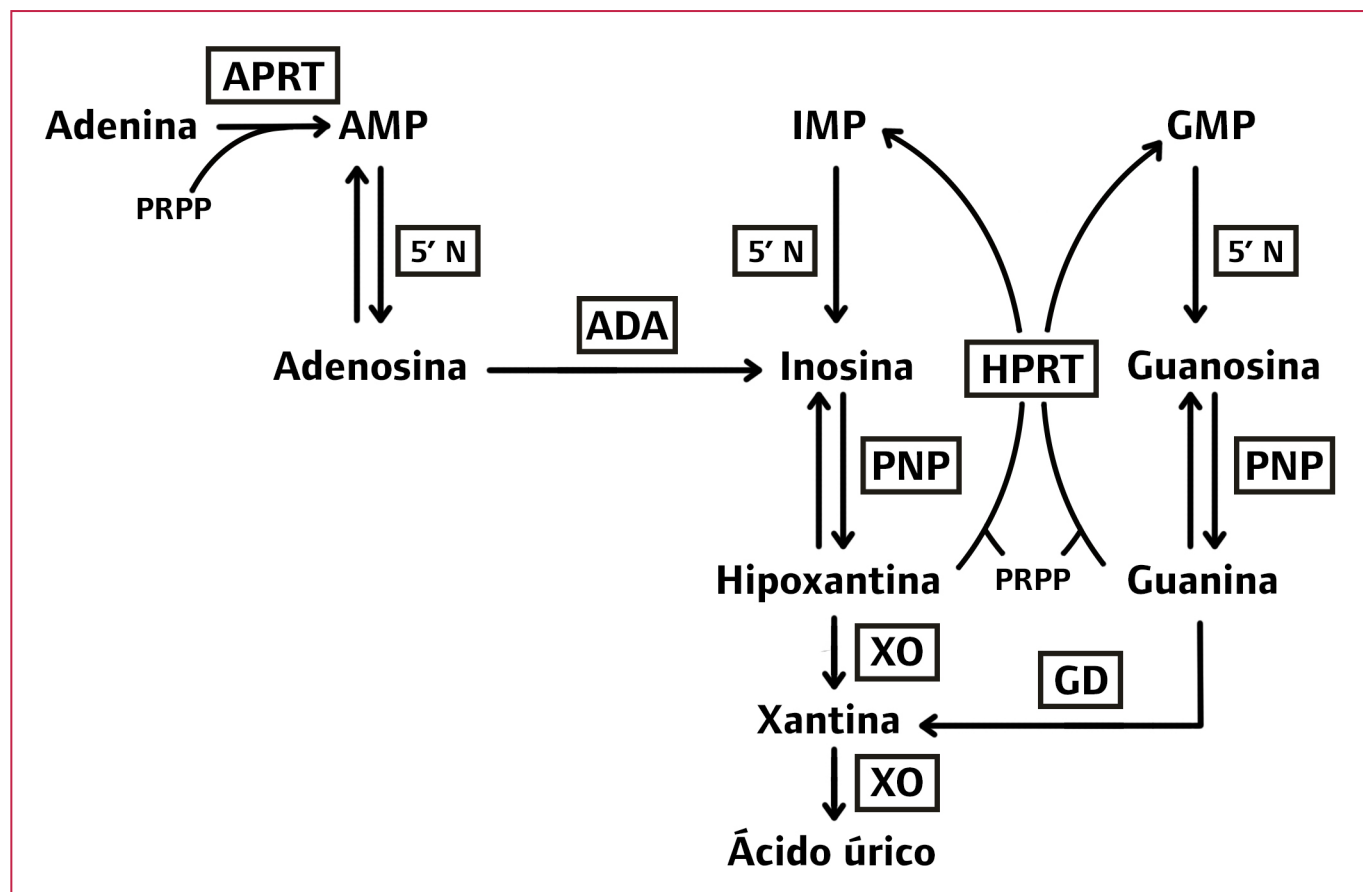 APRT
Adenina
AMP
IMP
GMP
PRPP
5′ N
5′ N
5′ N
ADA
Adenosina
Inosina
HPRT
Guanosina
PNP
PNP
Hipoxantina
PRPP
Guanina
XO
GD
Xantina
XO
Ácido úrico